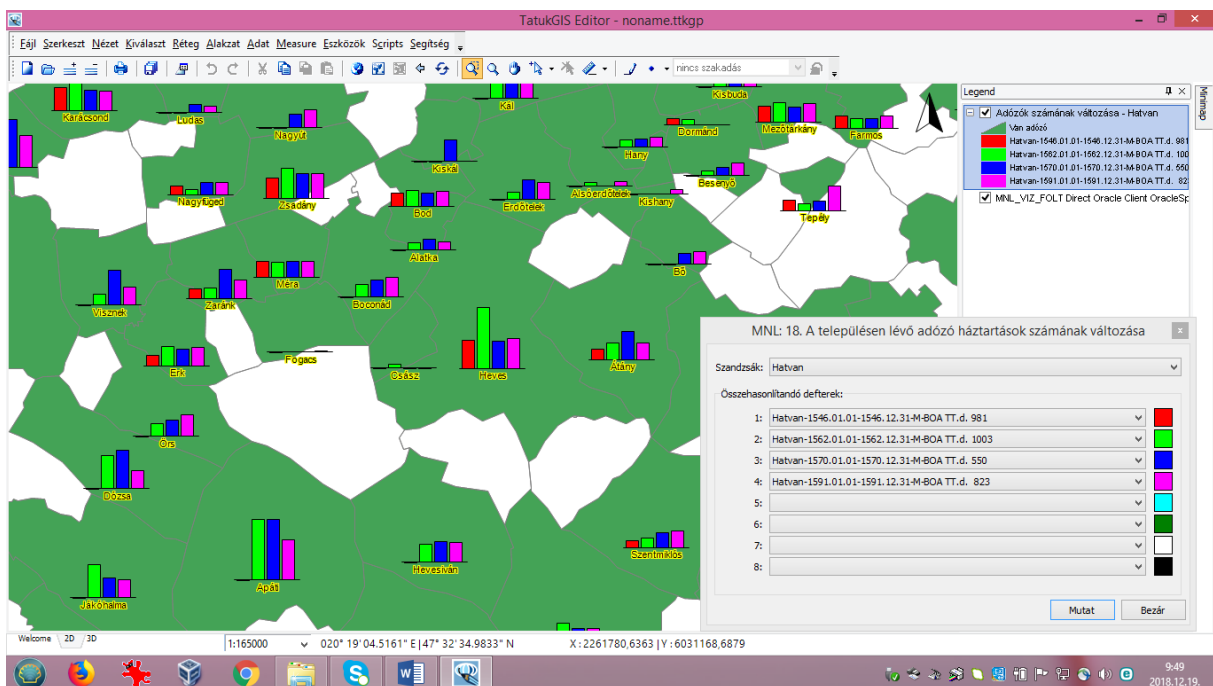 TatukGIS Editor - noname.ttkgp
Fájl Szerkeszt Nézet Kiválaszt Réteg Alakzat Adat Measure Eszközök Scripts Segítség
nincs szakadás
Karácsond
Ludas
Nagyút
Kál
Kisbuda
Dormánd
Mezőtárkány
Farmos
Kiskál
Hany
Nagyfüged
Zsadány
Bod
Erdőtelek
Alsóerdőtelek
Kishany
Besenyő
Tepély
Alatka
Bő
Visznek
Zaránk
Méra
Boconád
Erk
Fogacs
Csász
Heves
Átány
Örs
Dózsa
Apáti
Hevesiván
Szentmiklós
Jákóhalma
Legend
Minimap
Adózók számának változása - Hatvan
Van adózó
Hatvan-1546.01.01-1546.12.31-M-BOA TT.d. 981
Hatvan-1562.01.01-1562.12.31-M-BOA TT.d. 100
Hatvan-1570.01.01-1570.12.31-M-BOA TT.d. 550
Hatvan-1591.01.01-1591.12.31-M-BOA TT.d. 82
MNL_VIZ_FOLT Direct Oracle Client OracleSp
MNL: 18. A településen lévő adózó háztartások számának változása
Szandzsák: Hatvan
Összehasonlítandó defterek:
1: Hatvan-1546.01.01-1546.12.31-M-BOA TT.d. 981
2: Hatvan-1562.01.01-1562.12.31-M-BOA TT.d. 1003
3: Hatvan-1570.01.01-1570.12.31-M-BOA TT.d. 550
4: Hatvan-1591.01.01-1591.12.31-M-BOA TT.d. 823
5:
6:
7:
8:
Mutat Bezár
Welcome 2D 3D
1:165000 020° 19' 04.5161" E | 47° 32' 34.9833" N X : 2261780,6363 | Y : 6031168,6879
9:49
2018.12.19.